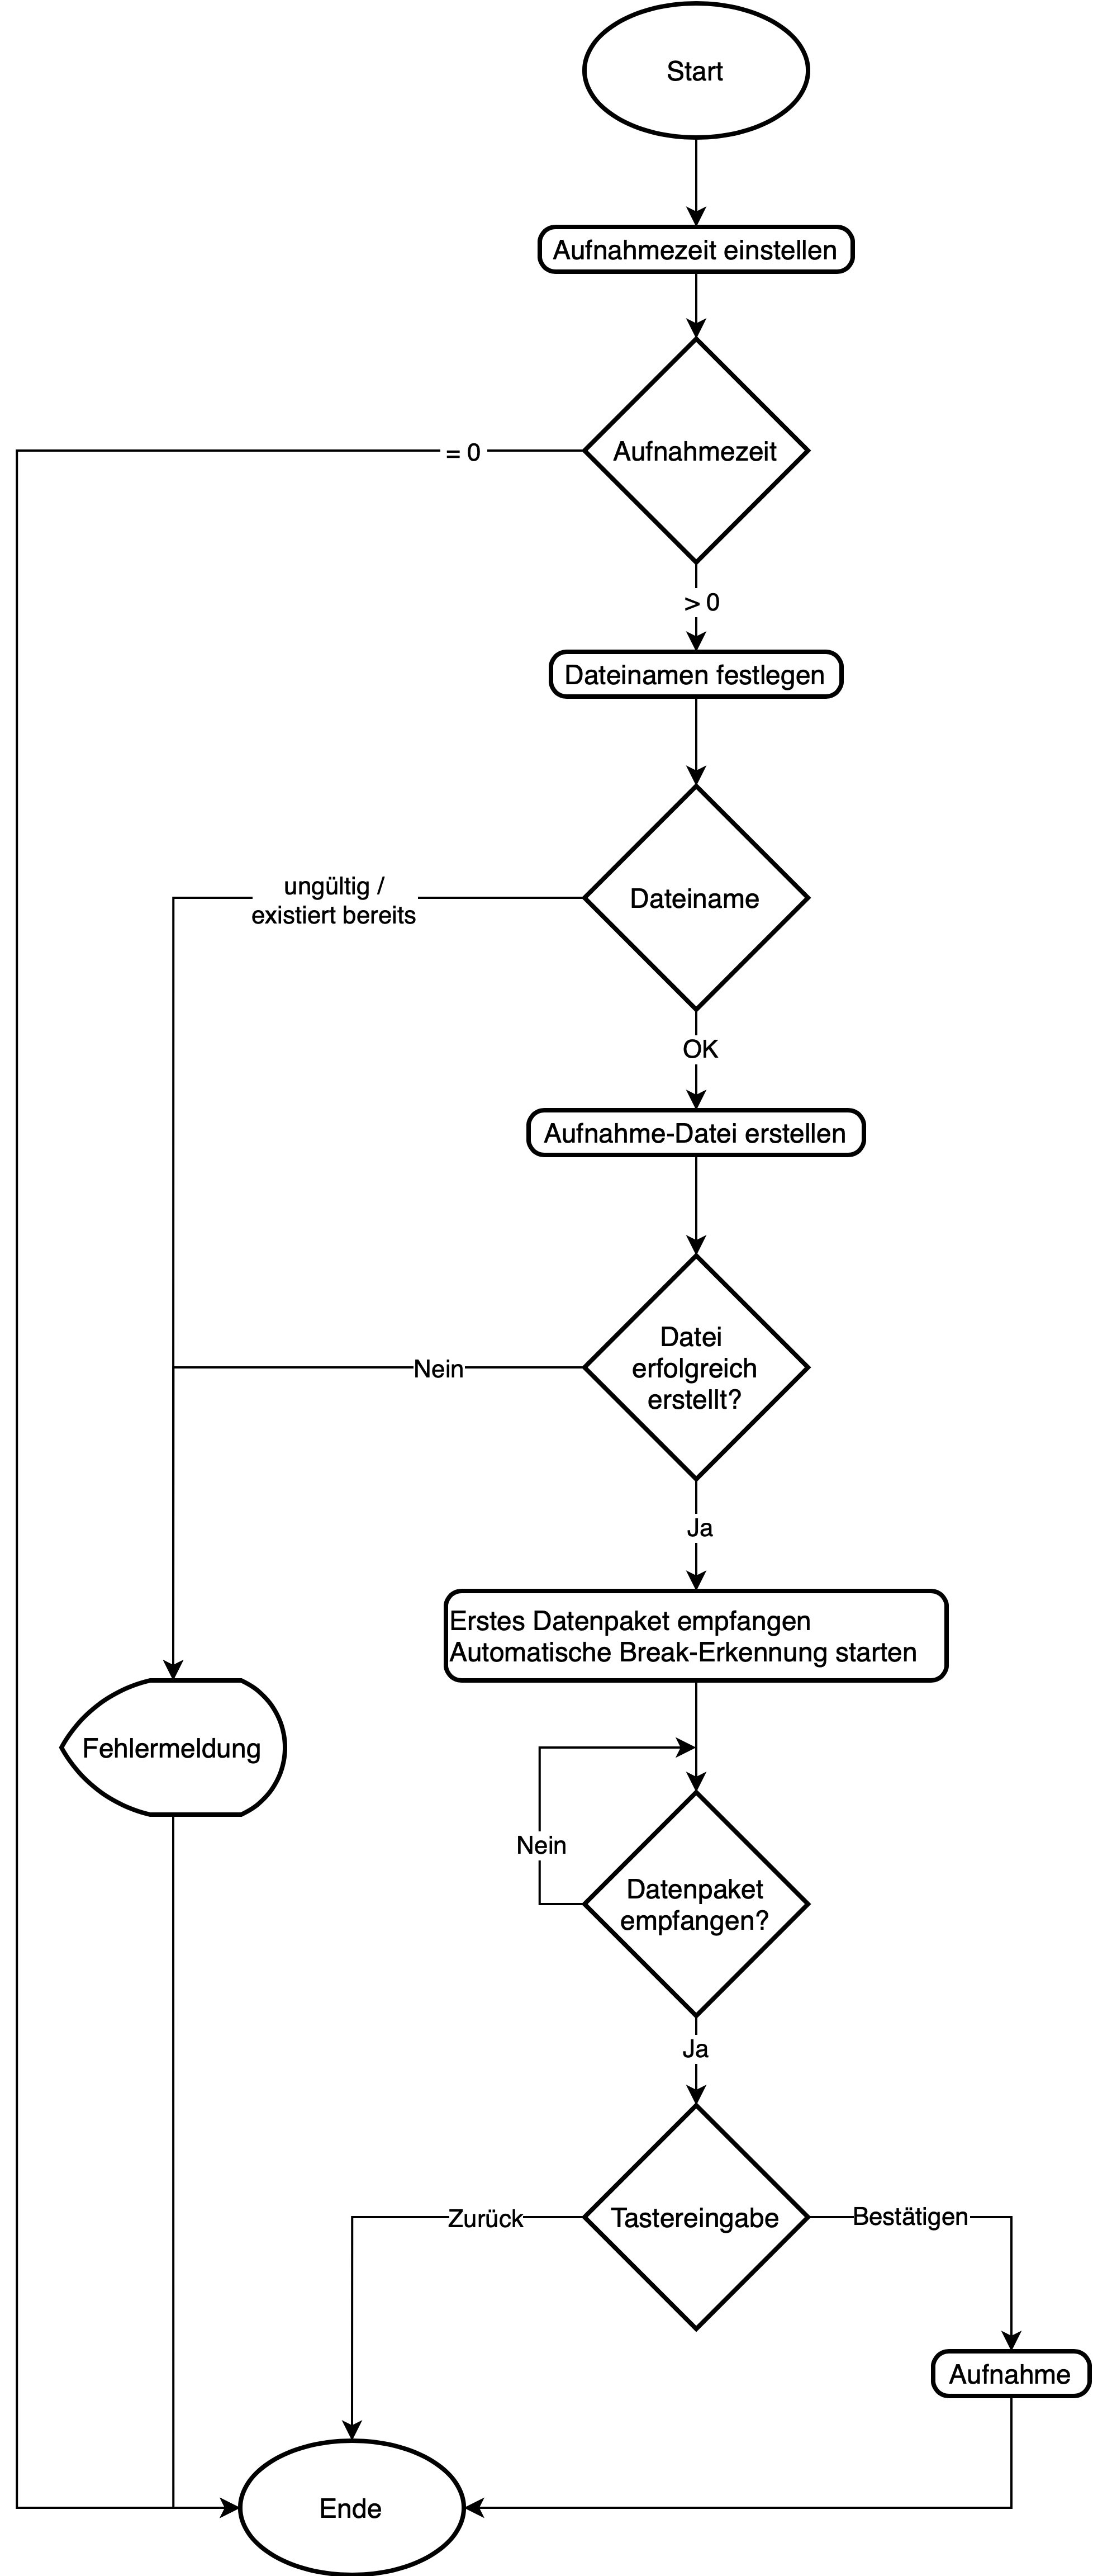 Start
Aufnahmezeit einstellen
Aufnahmezeit
= 0
> 0
Dateinamen festlegen
Dateiname
ungültig /
existiert bereits
OK
Aufnahme-Datei erstellen
Datei
erfolgreich
erstellt?
Nein
Ja
Erstes Datenpaket empfangen
Automatische Break-Erkennung starten
Fehlermeldung
Nein
Datenpaket
empfangen?
Ja
Zurück
Tastereingabe
Bestätigen
Aufnahme
Ende